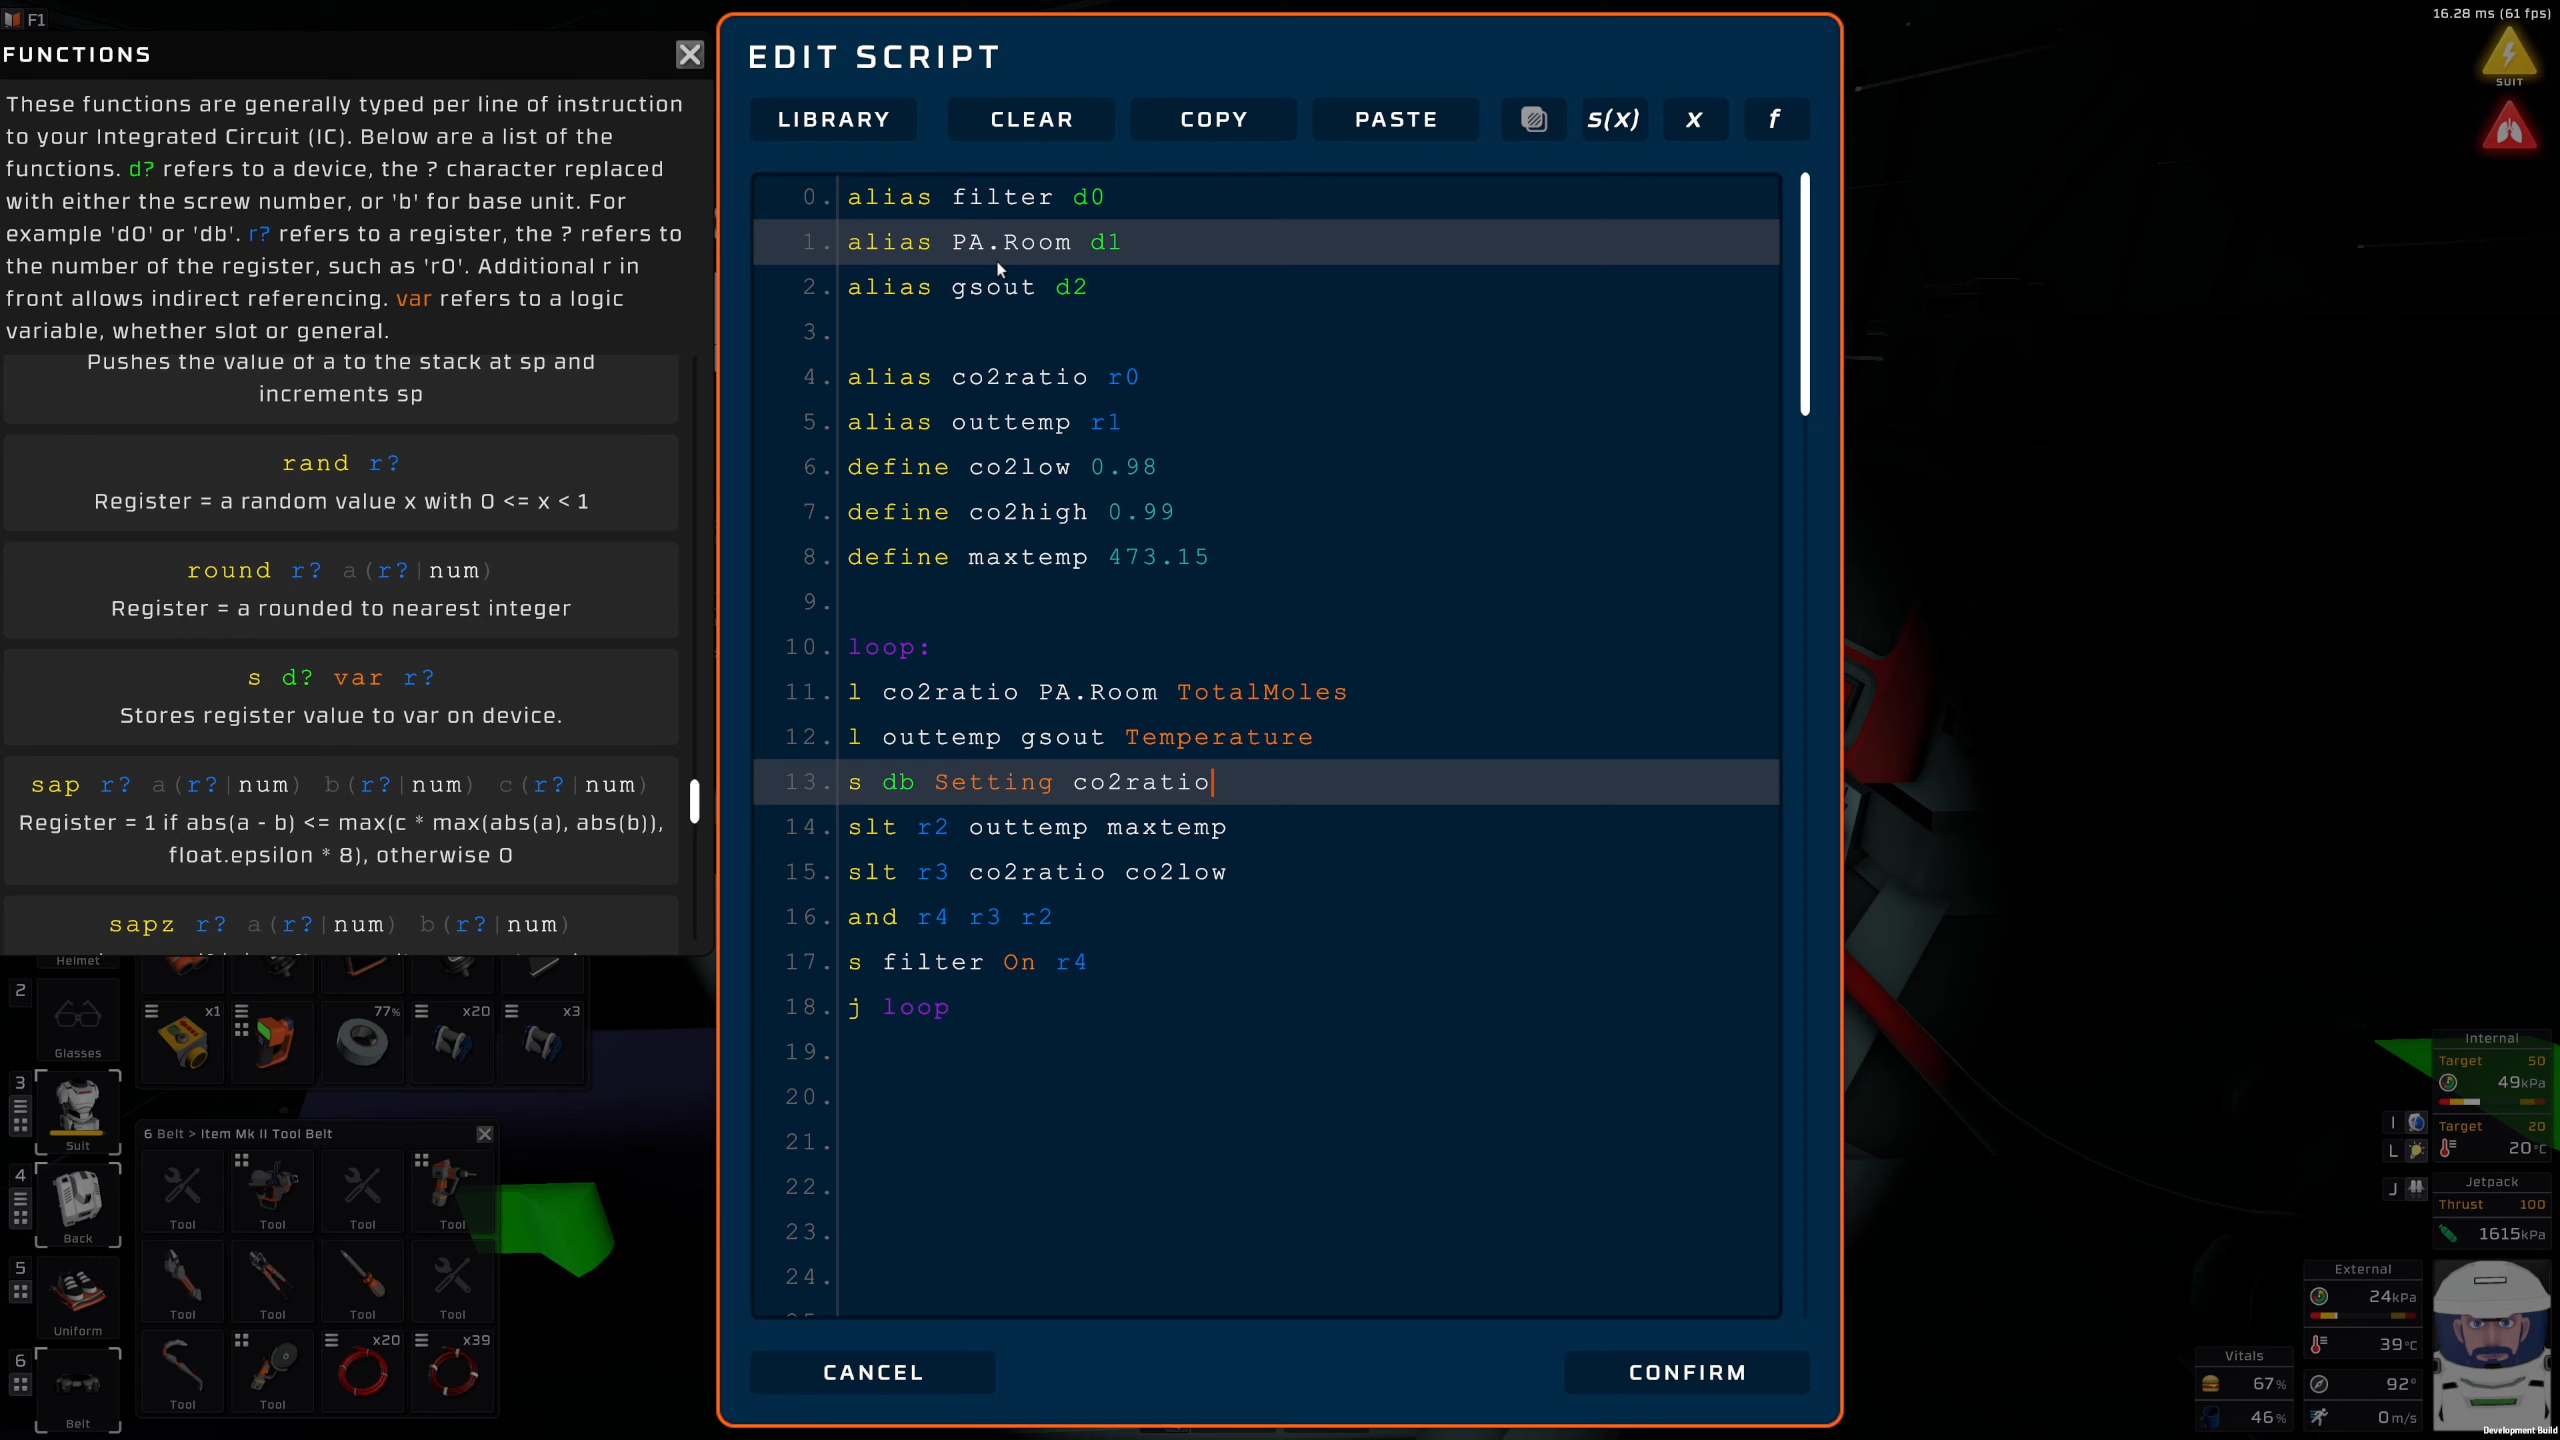 F1
16.28 ms (61 fps)
SUIT
FUNCTIONS
These functions are generally typed per line of instruction
to your Integrated Circuit (IC). Below are a list of the
functions. d? refers to a device, the ? character replaced
with either the screw number, or 'b' for base unit. For
example 'd0' or 'db'. r? refers to a register, the ? refers to
the number of the register, such as 'r0'. Additional r in
front allows indirect referencing. var refers to a logic
variable, whether slot or general.
Pushes the value of a to the stack at sp and
increments sp
rand r?
Register = a random value x with 0 <= x < 1
round r? a(r?|num)
Register = a rounded to nearest integer
s d? var r?
Stores register value to var on device.
sap r? a(r?|num) b(r?|num) c(r?|num)
Register = 1 if abs(a - b) <= max(c * max(abs(a), abs(b)),
float.epsilon * 8), otherwise 0
sapz r? a(r?|num) b(r?|num)
EDIT SCRIPT
LIBRARY CLEAR COPY PASTE s(x) x f
0. alias filter d0
1. alias PA.Room d1
2. alias gsout d2
3.
4. alias co2ratio r0
5. alias outtemp r1
6. define co2low 0.98
7. define co2high 0.99
8. define maxtemp 473.15
9.
10. loop:
11. l co2ratio PA.Room TotalMoles
12. l outtemp gsout Temperature
13. s db Setting co2ratio
14. slt r2 outtemp maxtemp
15. slt r3 co2ratio co2low
16. and r4 r3 r2
17. s filter On r4
18. j loop
19.
20.
21.
22.
23.
24.
CANCEL CONFIRM
Helmet
2
Glasses
3
Suit
4
Back
5
Uniform
6
Belt
x1 77% x20 x3
6 Belt > Item Mk II Tool Belt
Tool Tool Tool Tool
Tool Tool Tool Tool
x20 x39
Tool Tool
Internal
Target 50
49kPa
Target 20
20°C
I
L
J
Jetpack
Thrust 100
1615kPa
External
24kPa
39°C
Vitals
67% 92°
46% 0m/s
Development Build